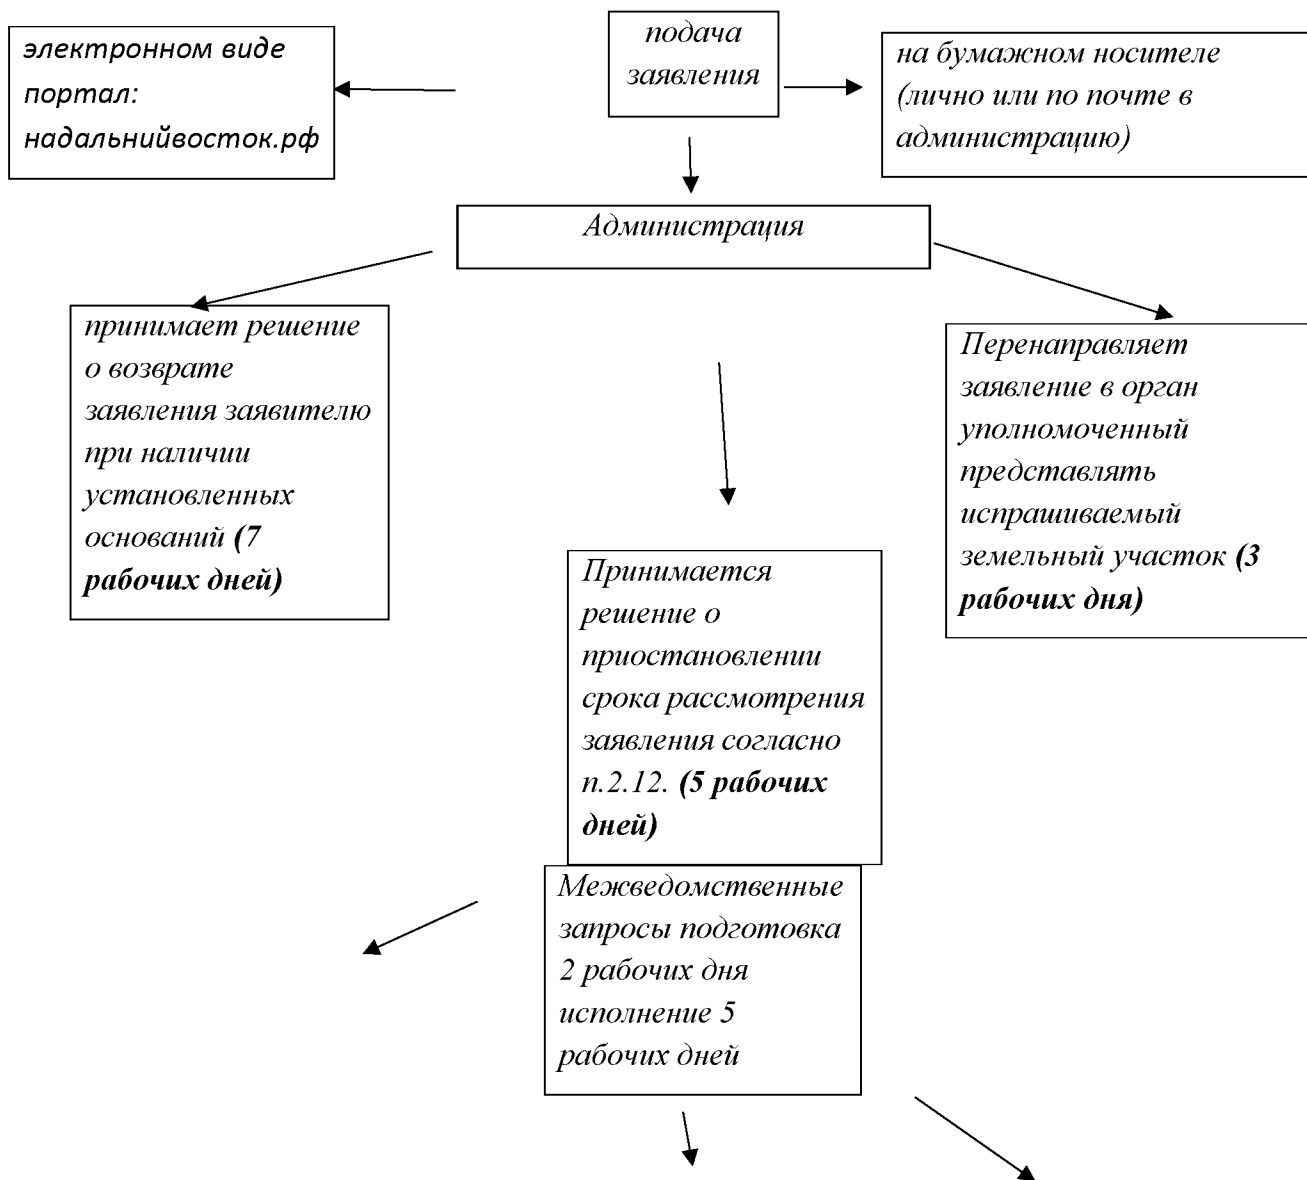 электронном виде
портал:
надальнийвосток.рф
подача
заявления
на бумажном носителе
(лично или по почте в
администрацию)
Администрация
принимает решение
о возврате
заявления заявителю
при наличии
установленных
оснований (7
рабочих дней)
Перенаправляет
заявление в орган
уполномоченный
представлять
испрашиваемый
земельный участок (3
рабочих дня)
Принимается
решение о
приостановлении
срока рассмотрения
заявления согласно
п.2.12. (5 рабочих
дней)
Межведомственные
запросы подготовка
2 рабочих дня
исполнение 5
рабочих дней